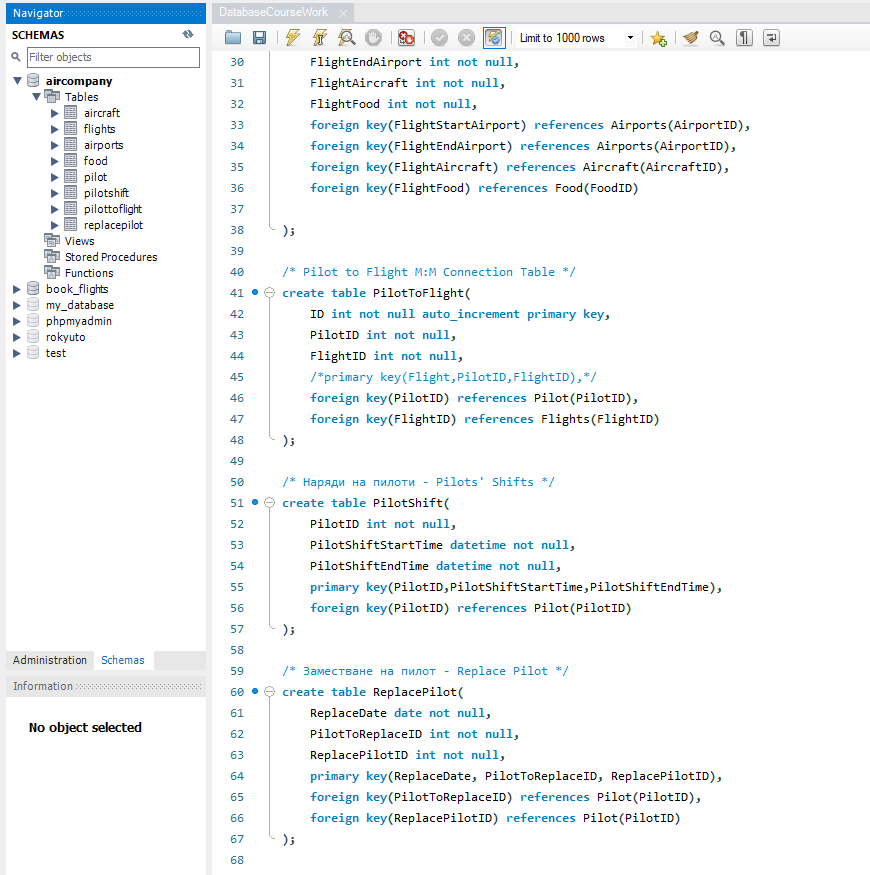 Navigator
SCHEMAS
Filter objects
aircompany
Tables
aircraft
flights
airports
food
pilot
pilotshift
pilottoflight
replacepilot
Views
Stored Procedures
Functions
book_flights
my_database
phpmyadmin
rokyuto
test
Administration Schemas
Information
No object selected
DatabaseCourseWork
Limit to 1000 rows
30 FlightEndAirport int not null,
31 FlightAircraft int not null,
32 FlightFood int not null,
33 foreign key(FlightStartAirport) references Airports(AirportID),
34 foreign key(FlightEndAirport) references Airports(AirportID),
35 foreign key(FlightAircraft) references Aircraft(AircraftID),
36 foreign key(FlightFood) references Food(FoodID)
37
38 );
39
40 /* Pilot to Flight M:M Connection Table */
41 create table PilotToFlight(
42 ID int not null auto_increment primary key,
43 PilotID int not null,
44 FlightID int not null,
45 /*primary key(Flight,PilotID,FlightID),*/
46 foreign key(PilotID) references Pilot(PilotID),
47 foreign key(FlightID) references Flights(FlightID)
48 );
49
50 /* Наряди на пилоти - Pilots' Shifts */
51 create table PilotShift(
52 PilotID int not null,
53 PilotShiftStartTime datetime not null,
54 PilotShiftEndTime datetime not null,
55 primary key(PilotID,PilotShiftStartTime,PilotShiftEndTime),
56 foreign key(PilotID) references Pilot(PilotID)
57 );
58
59 /* Заместване на пилот - Replace Pilot */
60 create table ReplacePilot(
61 ReplaceDate date not null,
62 PilotToReplaceID int not null,
63 ReplacePilotID int not null,
64 primary key(ReplaceDate, PilotToReplaceID, ReplacePilotID),
65 foreign key(PilotToReplaceID) references Pilot(PilotID),
66 foreign key(ReplacePilotID) references Pilot(PilotID)
67 );
68